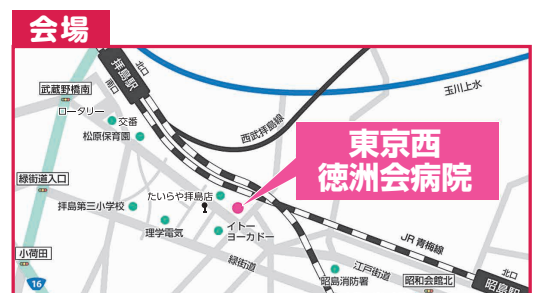 会場
拝島駅
北口
南口
玉川上水
武蔵野橋南
ロータリー
交番
松原保育園
西武拝島線
東京西
徳洲会病院
緑街道入口
たいらや拝島店
拝島第三小学校
イトー
ヨーカドー
理学電気
JR 青梅線
小荷田
緑街道
江戸街道
昭島消防署
昭和会館北
北口
昭島駅
16